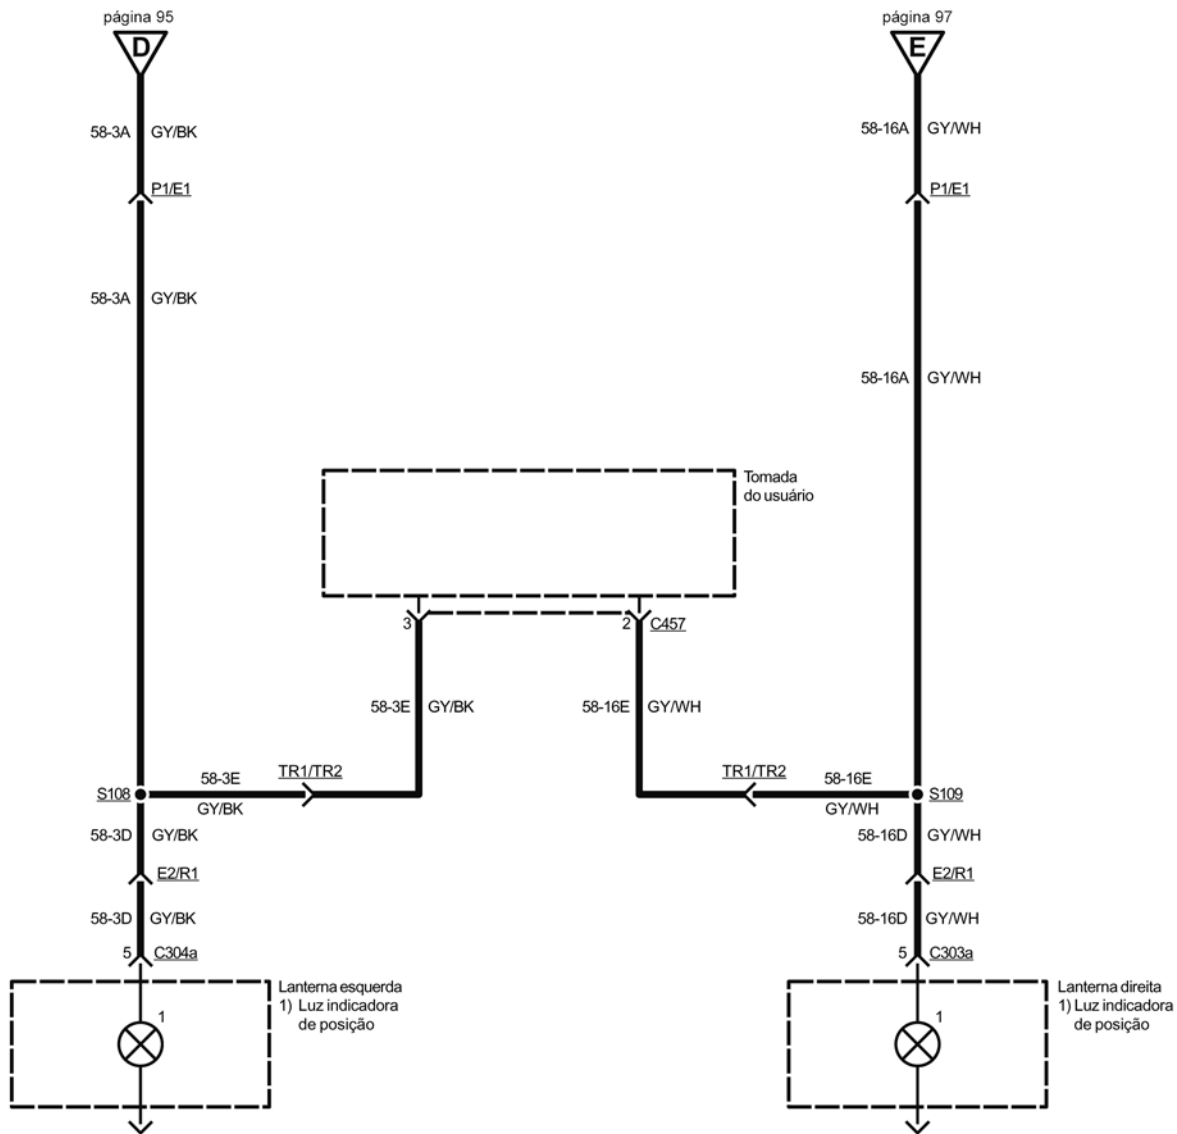 página 95
página 97
D
E
58-3A GY/BK
58-16A GY/WH
P1/E1
P1/E1
58-3A GY/BK
58-16A GY/WH
Tomada
do usuário
3
2 C457
58-3E GY/BK
58-16E GY/WH
58-3E TR1/TR2
TR1/TR2 58-16E
S108
S109
GY/BK
GY/WH
58-3D GY/BK
58-16D GY/WH
E2/R1
E2/R1
58-3D GY/BK
58-16D GY/WH
5 C304a
5 C303a
Lanterna esquerda
1) Luz indicadora
de posição
1
Lanterna direita
1) Luz indicadora
de posição
1